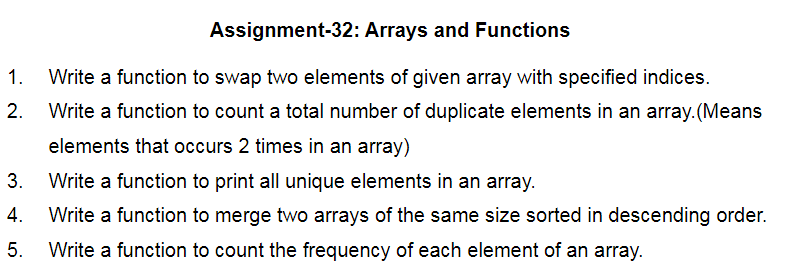 Assignment-32: Arrays and Functions
1. Write a function to swap two elements of given array with specified indices.
2. Write a function to count a total number of duplicate elements in an array.(Means
elements that occurs 2 times in an array)
3. Write a function to print all unique elements in an array.
4. Write a function to merge two arrays of the same size sorted in descending order.
5. Write a function to count the frequency of each element of an array.